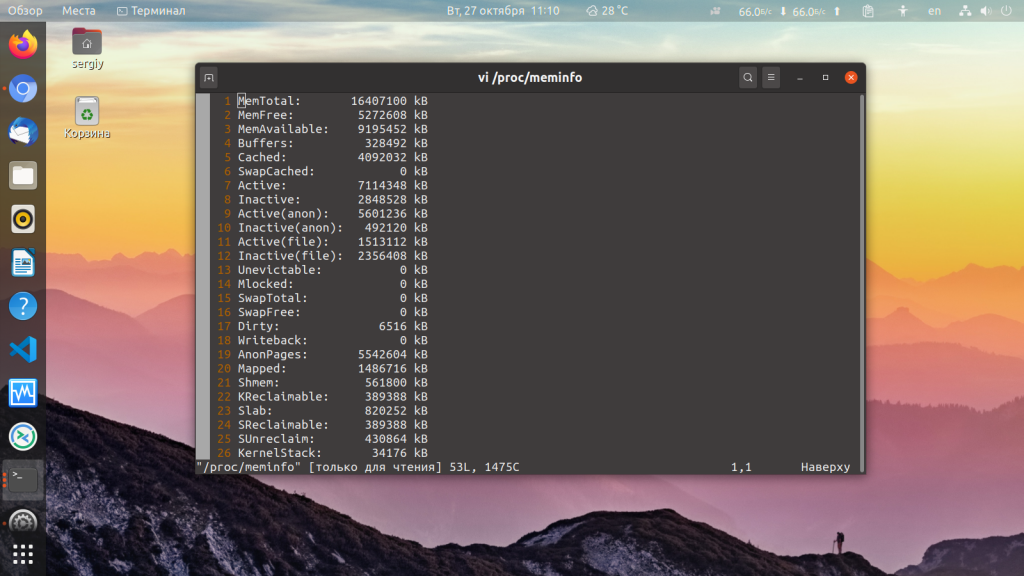 Обзор Места Терминал Вт, 27 октября 11:10 28 °C 66.0Б/с 66.0Б/с en
sergiy
Корзина
vi /proc/meminfo
1 MemTotal: 16407100 kB
2 MemFree: 5272608 kB
3 MemAvailable: 9195452 kB
4 Buffers: 328492 kB
5 Cached: 4092032 kB
6 SwapCached: 0 kB
7 Active: 7114348 kB
8 Inactive: 2848528 kB
9 Active(anon): 5601236 kB
10 Inactive(anon): 492120 kB
11 Active(file): 1513112 kB
12 Inactive(file): 2356408 kB
13 Unevictable: 0 kB
14 Mlocked: 0 kB
15 SwapTotal: 0 kB
16 SwapFree: 0 kB
17 Dirty: 6516 kB
18 Writeback: 0 kB
19 AnonPages: 5542604 kB
20 Mapped: 1486716 kB
21 Shmem: 561800 kB
22 KReclaimable: 389388 kB
23 Slab: 820252 kB
24 SReclaimable: 389388 kB
25 SUnreclaim: 430864 kB
26 KernelStack: 34176 kB
"/proc/meminfo" [только для чтения] 53L, 1475C 1,1 Наверху